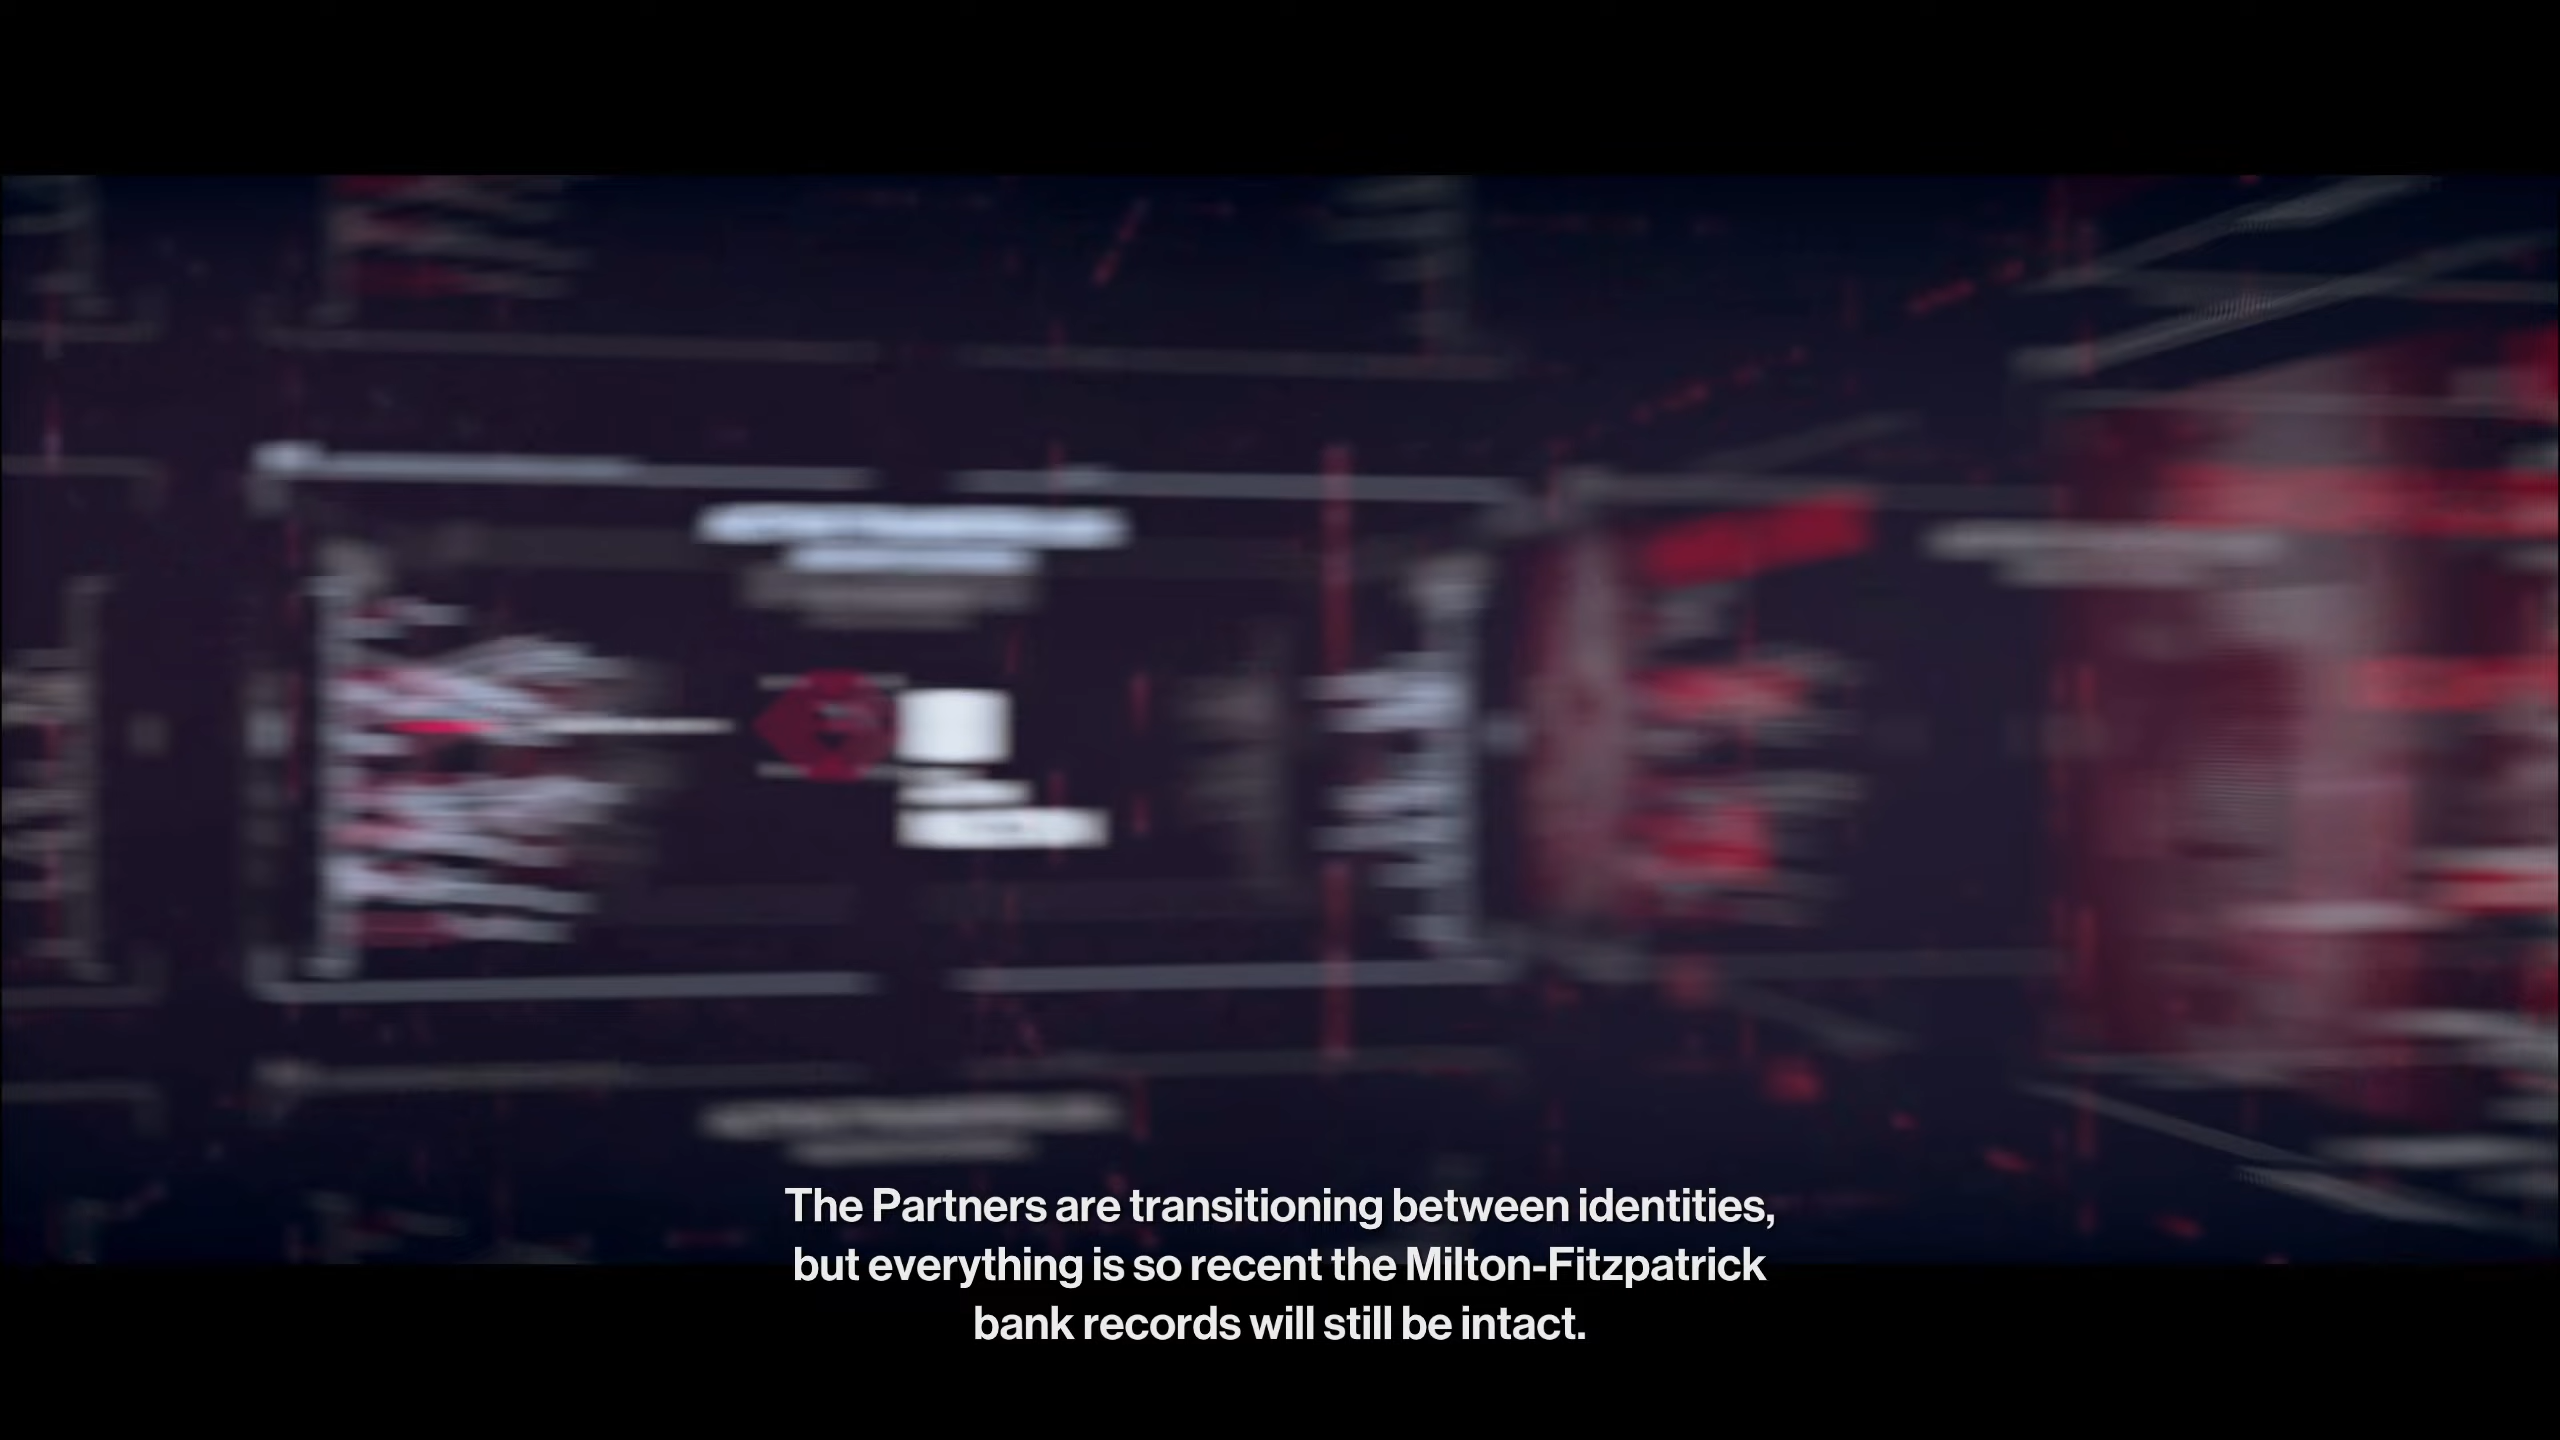 The Partners are transitioning between identities,
but everything is so recent the Milton-Fitzpatrick
bank records will still be intact.